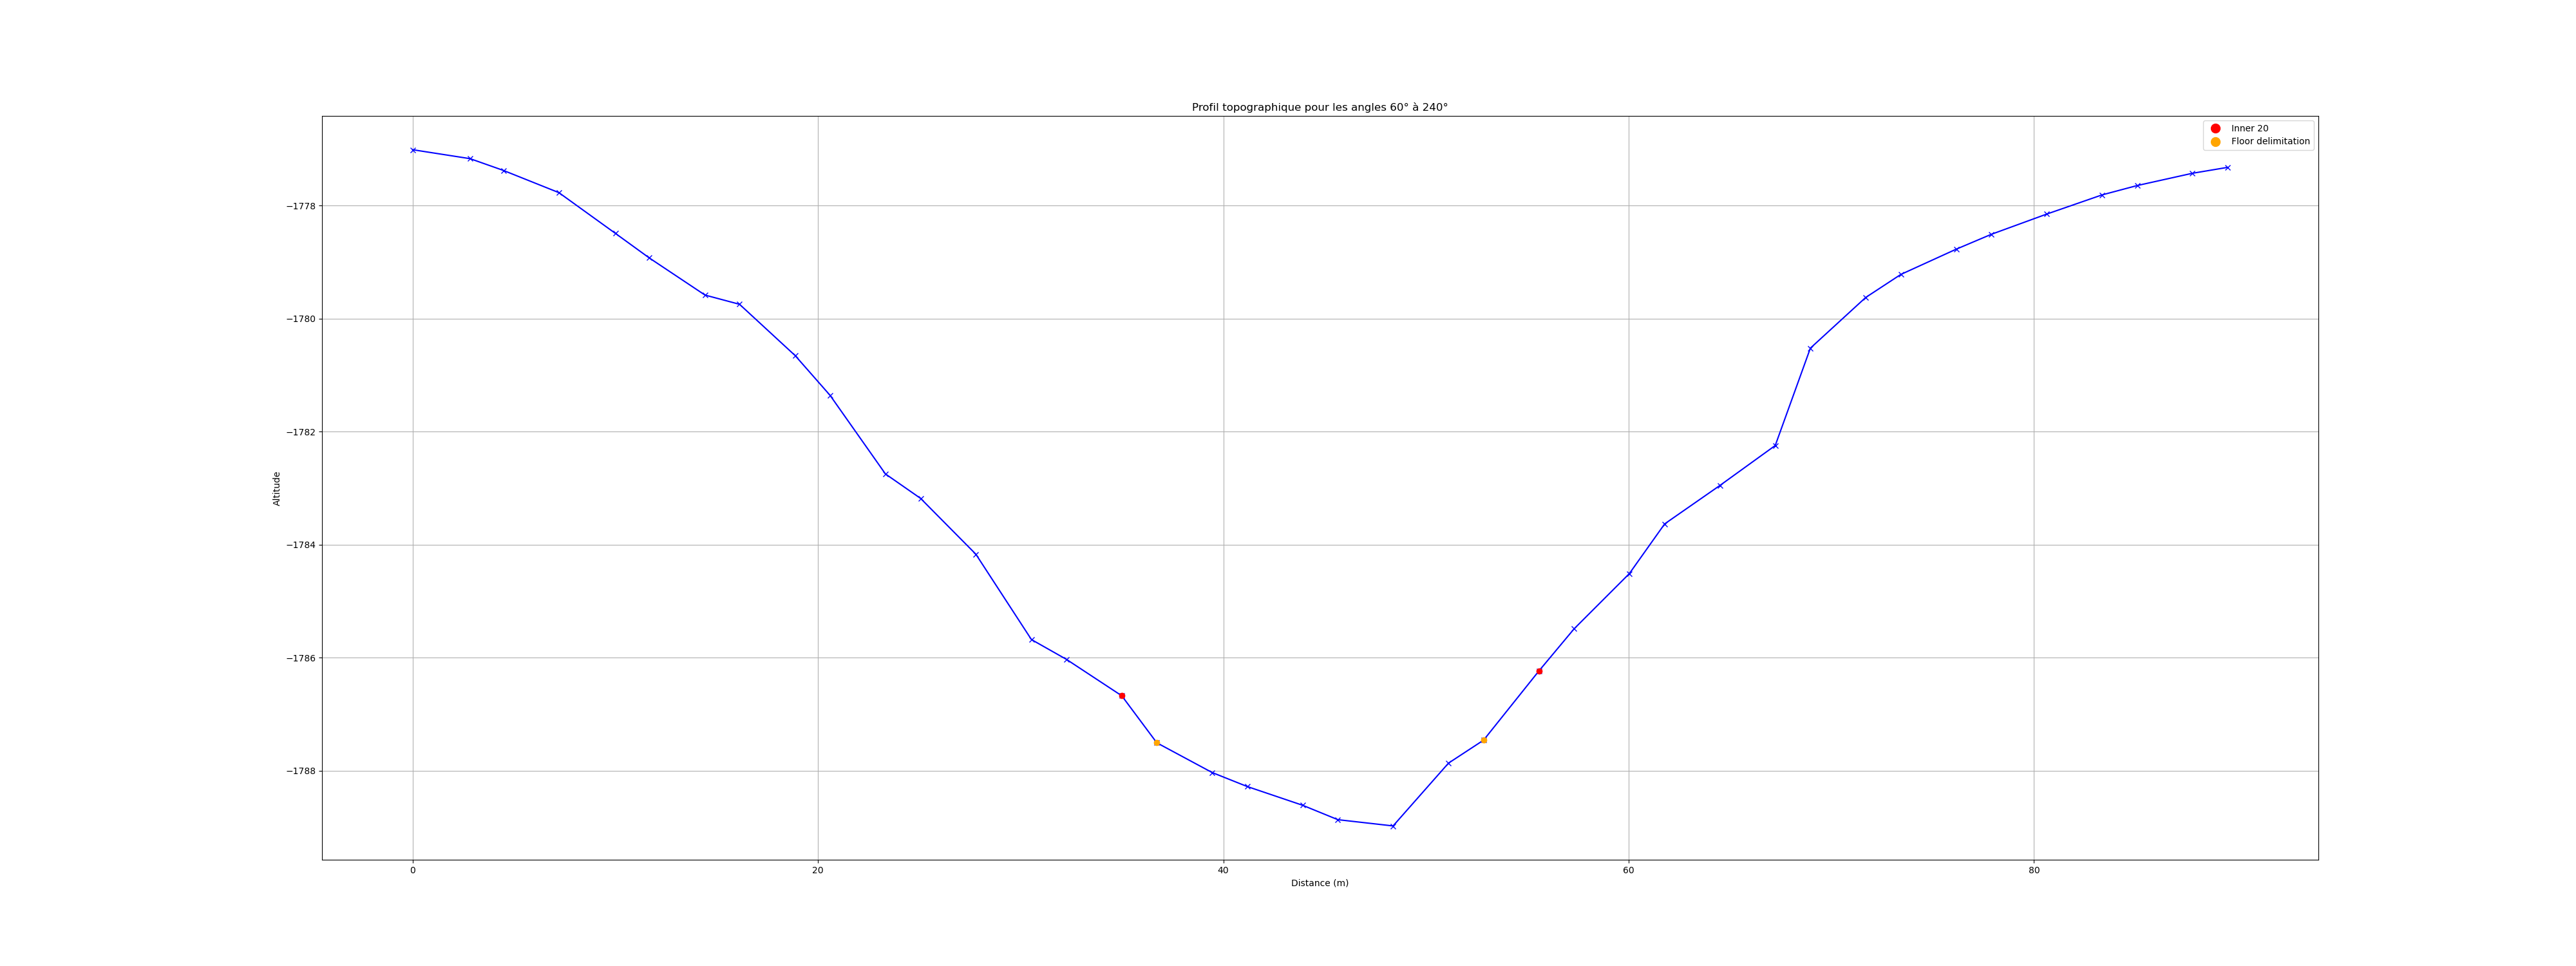 Profil topographique pour les angles 60° à 240°
Inner 20
Floor delimitation
−1778
−1780
−1782
−1784
−1786
−1788
Altitude
0 20 40 60 80
Distance (m)